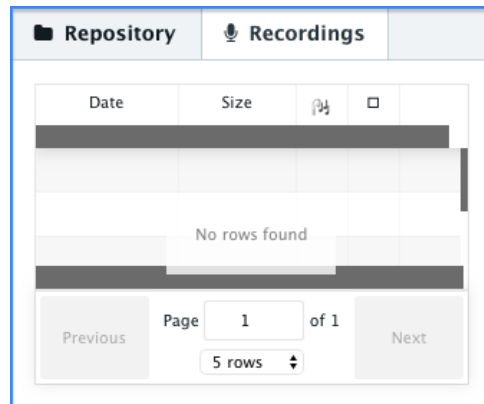 Repository Recordings
Date Size
No rows found
Previous Page 1 of 1 Next
5 rows